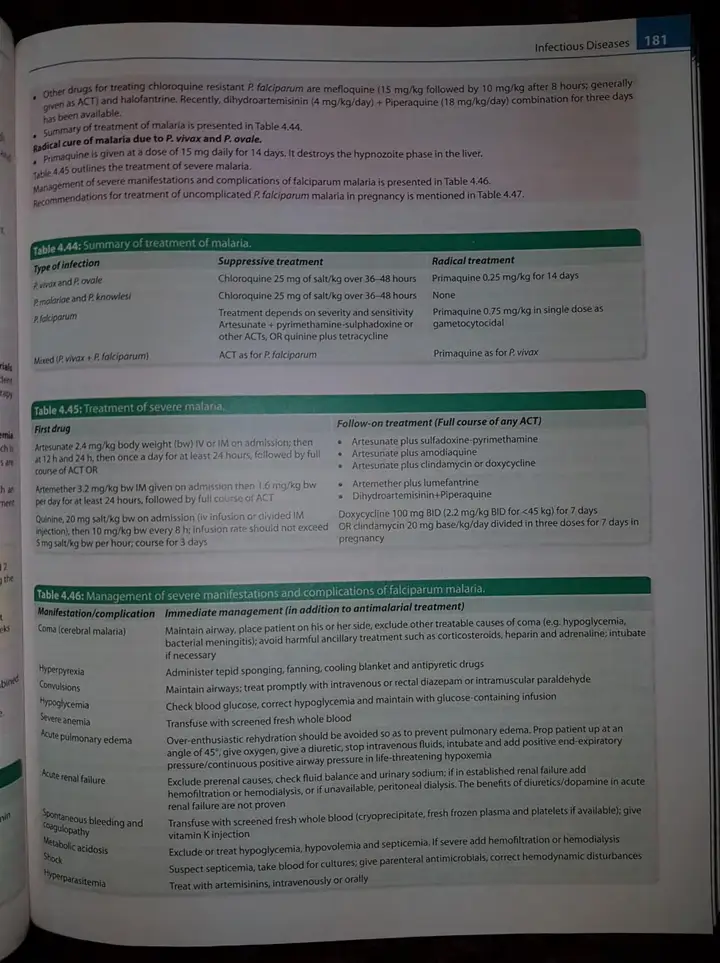 Infectious Diseases 181
• Other drugs for treating chloroquine resistant P. falciparum are mefloquine (15 mg/kg followed by 10 mg/kg after 8 hours; generally
given as ACT) and halofantrine. Recently, dihydroartemisinin (4 mg/kg/day) + Piperaquine (18 mg/kg/day) combination for three days
has been available.
• Summary of treatment of malaria is presented in Table 4.44.
Radical cure of malaria due to P. vivax and P. ovale.
• Primaquine is given at a dose of 15 mg daily for 14 days. It destroys the hypnozoite phase in the liver.
Table 4.45 outlines the treatment of severe malaria.
Management of severe manifestations and complications of falciparum malaria is presented in Table 4.46.
Recommendations for treatment of uncomplicated P. falciparum malaria in pregnancy is mentioned in Table 4.47.
Table 4.44: Summary of treatment of malaria.
Type of infection Suppressive treatment Radical treatment
P. vivax and P. ovale Chloroquine 25 mg of salt/kg over 36–48 hours Primaquine 0.25 mg/kg for 14 days
P. malariae and P. knowlesi Chloroquine 25 mg of salt/kg over 36–48 hours None
P. falciparum Treatment depends on severity and sensitivity Primaquine 0.75 mg/kg in single dose as
Artesunate + pyrimethamine-sulphadoxine or gametocytocidal
other ACTs, OR quinine plus tetracycline
Mixed (P. vivax + P. falciparum) ACT as for P. falciparum Primaquine as for P. vivax
Table 4.45: Treatment of severe malaria.
First drug Follow-on treatment (Full course of any ACT)
Artesunate 2.4 mg/kg body weight (bw) IV or IM on admission; then • Artesunate plus sulfadoxine-pyrimethamine
at 12 h and 24 h, then once a day for at least 24 hours, followed by full • Artesunate plus amodiaquine
course of ACT OR • Artesunate plus clindamycin or doxycycline
Artemether 3.2 mg/kg bw IM given on admission then 1.6 mg/kg bw • Artemether plus lumefantrine
per day for at least 24 hours, followed by full course of ACT • Dihydroartemisinin+Piperaquine
Quinine, 20 mg salt/kg bw on admission (iv infusion or divided IM Doxycycline 100 mg BID (2.2 mg/kg BID for <45 kg) for 7 days
injection), then 10 mg/kg bw every 8 h; infusion rate should not exceed OR clindamycin 20 mg base/kg/day divided in three doses for 7 days in
5 mg salt/kg bw per hour; course for 3 days pregnancy
Table 4.46: Management of severe manifestations and complications of falciparum malaria.
Manifestation/complication Immediate management (in addition to antimalarial treatment)
Coma (cerebral malaria) Maintain airway, place patient on his or her side, exclude other treatable causes of coma (e.g. hypoglycemia,
bacterial meningitis); avoid harmful ancillary treatment such as corticosteroids, heparin and adrenaline; intubate
if necessary
Hyperpyrexia Administer tepid sponging, fanning, cooling blanket and antipyretic drugs
Convulsions Maintain airways; treat promptly with intravenous or rectal diazepam or intramuscular paraldehyde
Hypoglycemia Check blood glucose, correct hypoglycemia and maintain with glucose-containing infusion
Severe anemia Transfuse with screened fresh whole blood
Acute pulmonary edema Over-enthusiastic rehydration should be avoided so as to prevent pulmonary edema. Prop patient up at an
angle of 45°, give oxygen, give a diuretic, stop intravenous fluids, intubate and add positive end-expiratory
pressure/continuous positive airway pressure in life-threatening hypoxemia
Acute renal failure Exclude prerenal causes, check fluid balance and urinary sodium; if in established renal failure add
hemofiltration or hemodialysis, or if unavailable, peritoneal dialysis. The benefits of diuretics/dopamine in acute
renal failure are not proven
Spontaneous bleeding and Transfuse with screened fresh whole blood (cryoprecipitate, fresh frozen plasma and platelets if available); give
coagulopathy vitamin K injection
Metabolic acidosis Exclude or treat hypoglycemia, hypovolemia and septicemia. If severe add hemofiltration or hemodialysis
Shock Suspect septicemia, take blood for cultures; give parenteral antimicrobials, correct hemodynamic disturbances
Hyperparasitemia Treat with artemisinins, intravenously or orally